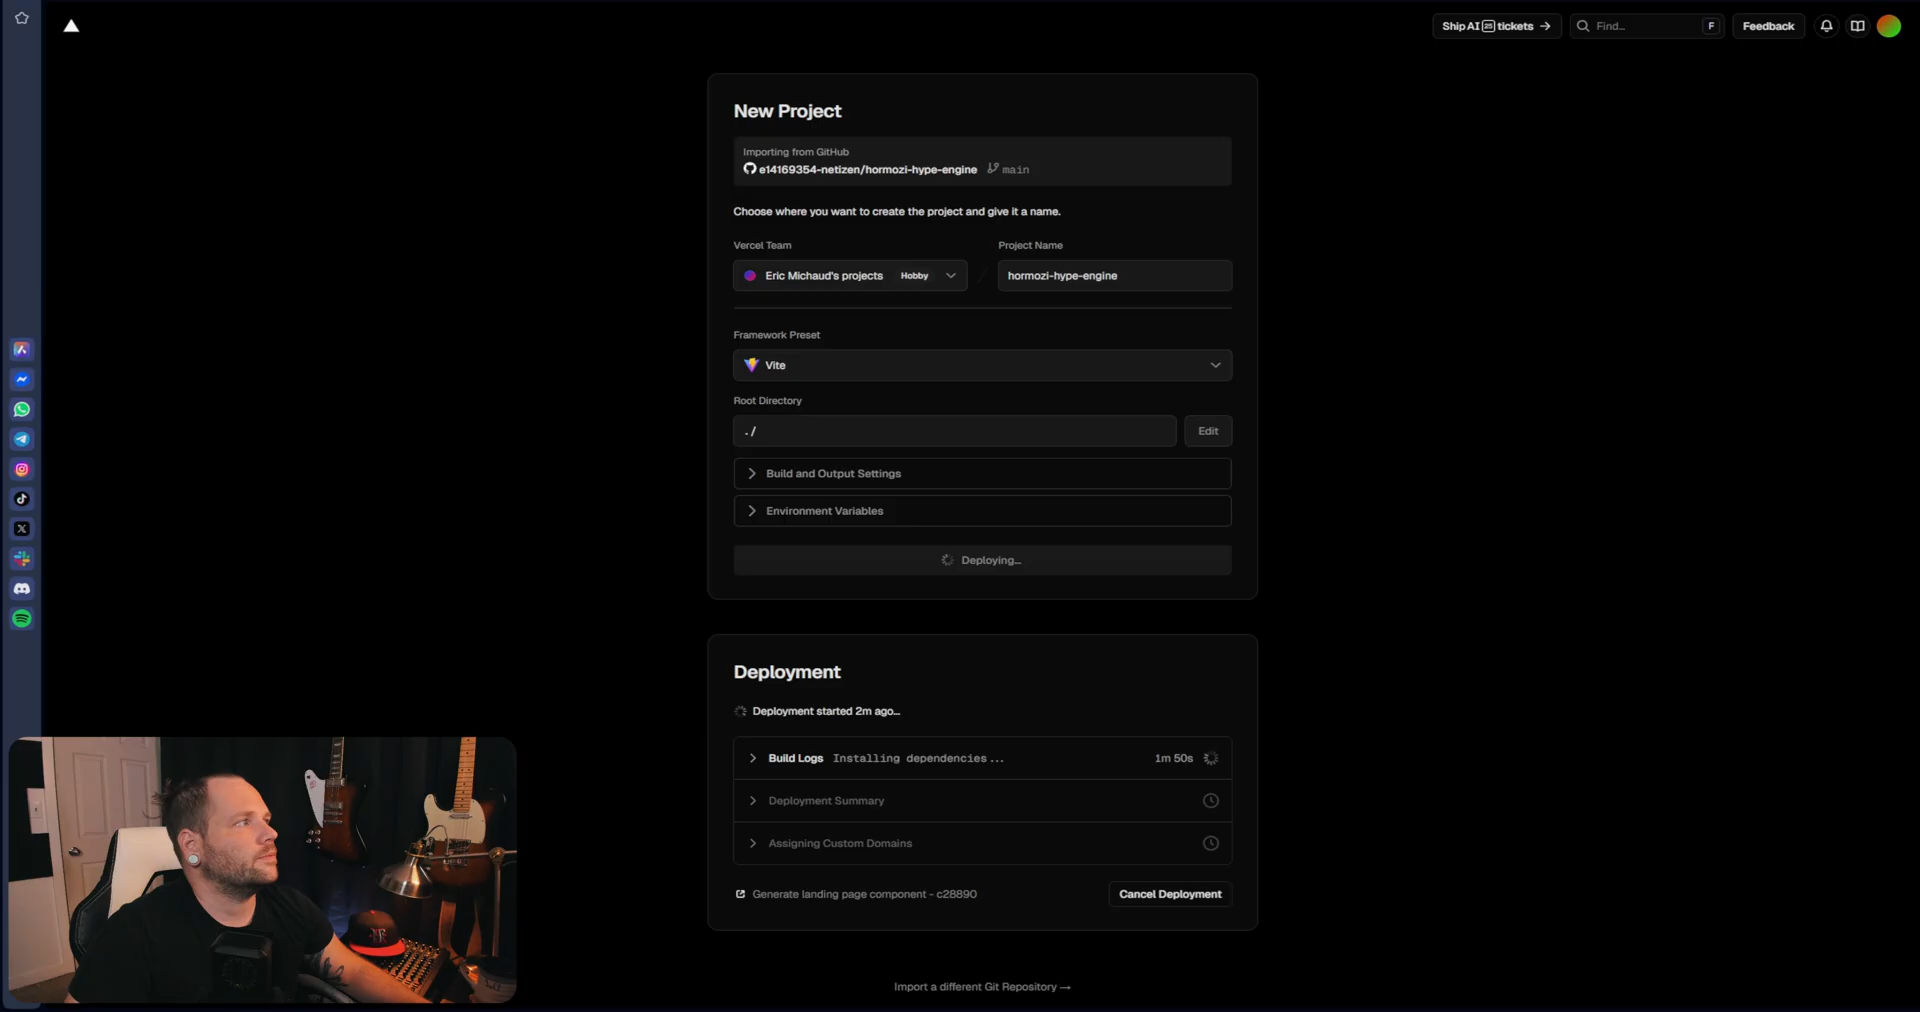 Ship AI 25 tickets →
Find...
F
Feedback
New Project
Importing from GitHub
e14169354-netizen/hormozi-hype-engine main
Choose where you want to create the project and give it a name.
Vercel Team
Project Name
Eric Michaud's projects Hobby
/
hormozi-hype-engine
Framework Preset
Vite
Root Directory
./
Edit
Build and Output Settings
Environment Variables
Deploying...
Deployment
Deployment started 2m ago...
Build Logs Installing dependencies... 1m 50s
Deployment Summary
Assigning Custom Domains
Generate landing page component - c28890
Cancel Deployment
Import a different Git Repository →